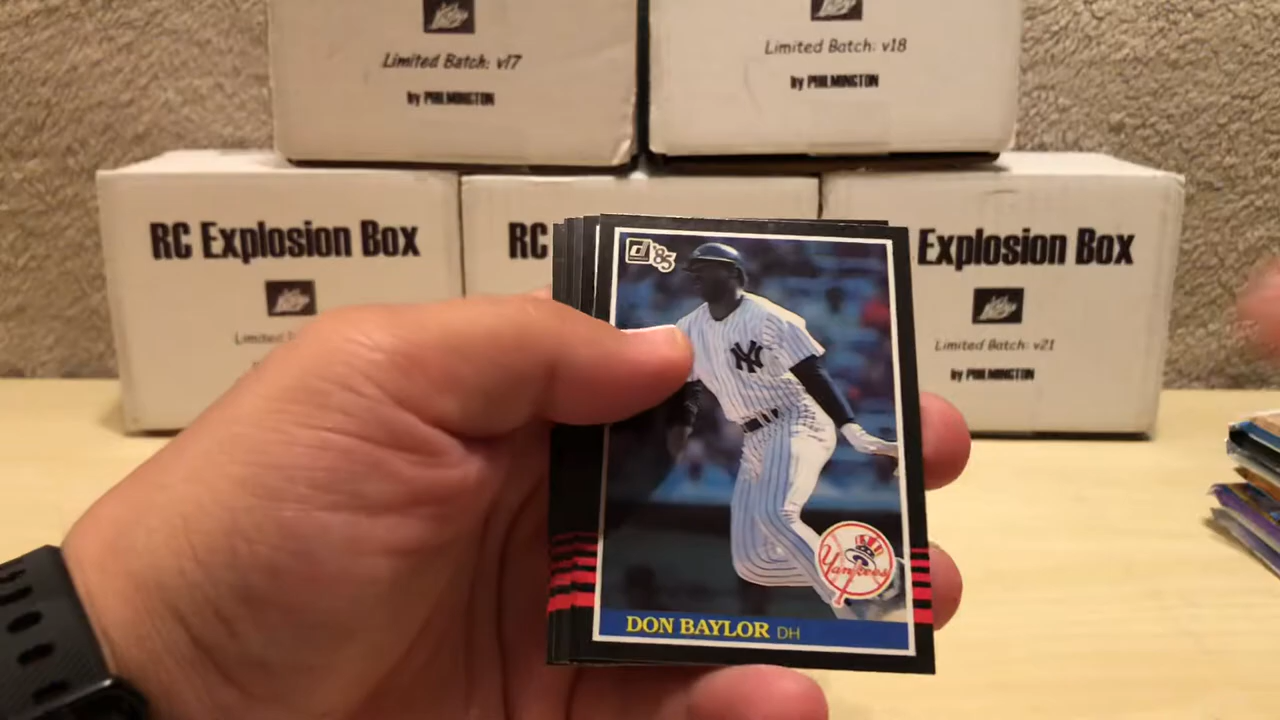 Limited Batch: v17
by PHILMINGTON
Limited Batch: v18
by PHILMINGTON
RC Explosion Box
RC
Explosion Box
Limited
Limited Batch: v21
by PHILMINGTON
d '85
NY
Yankees
DON BAYLOR DH